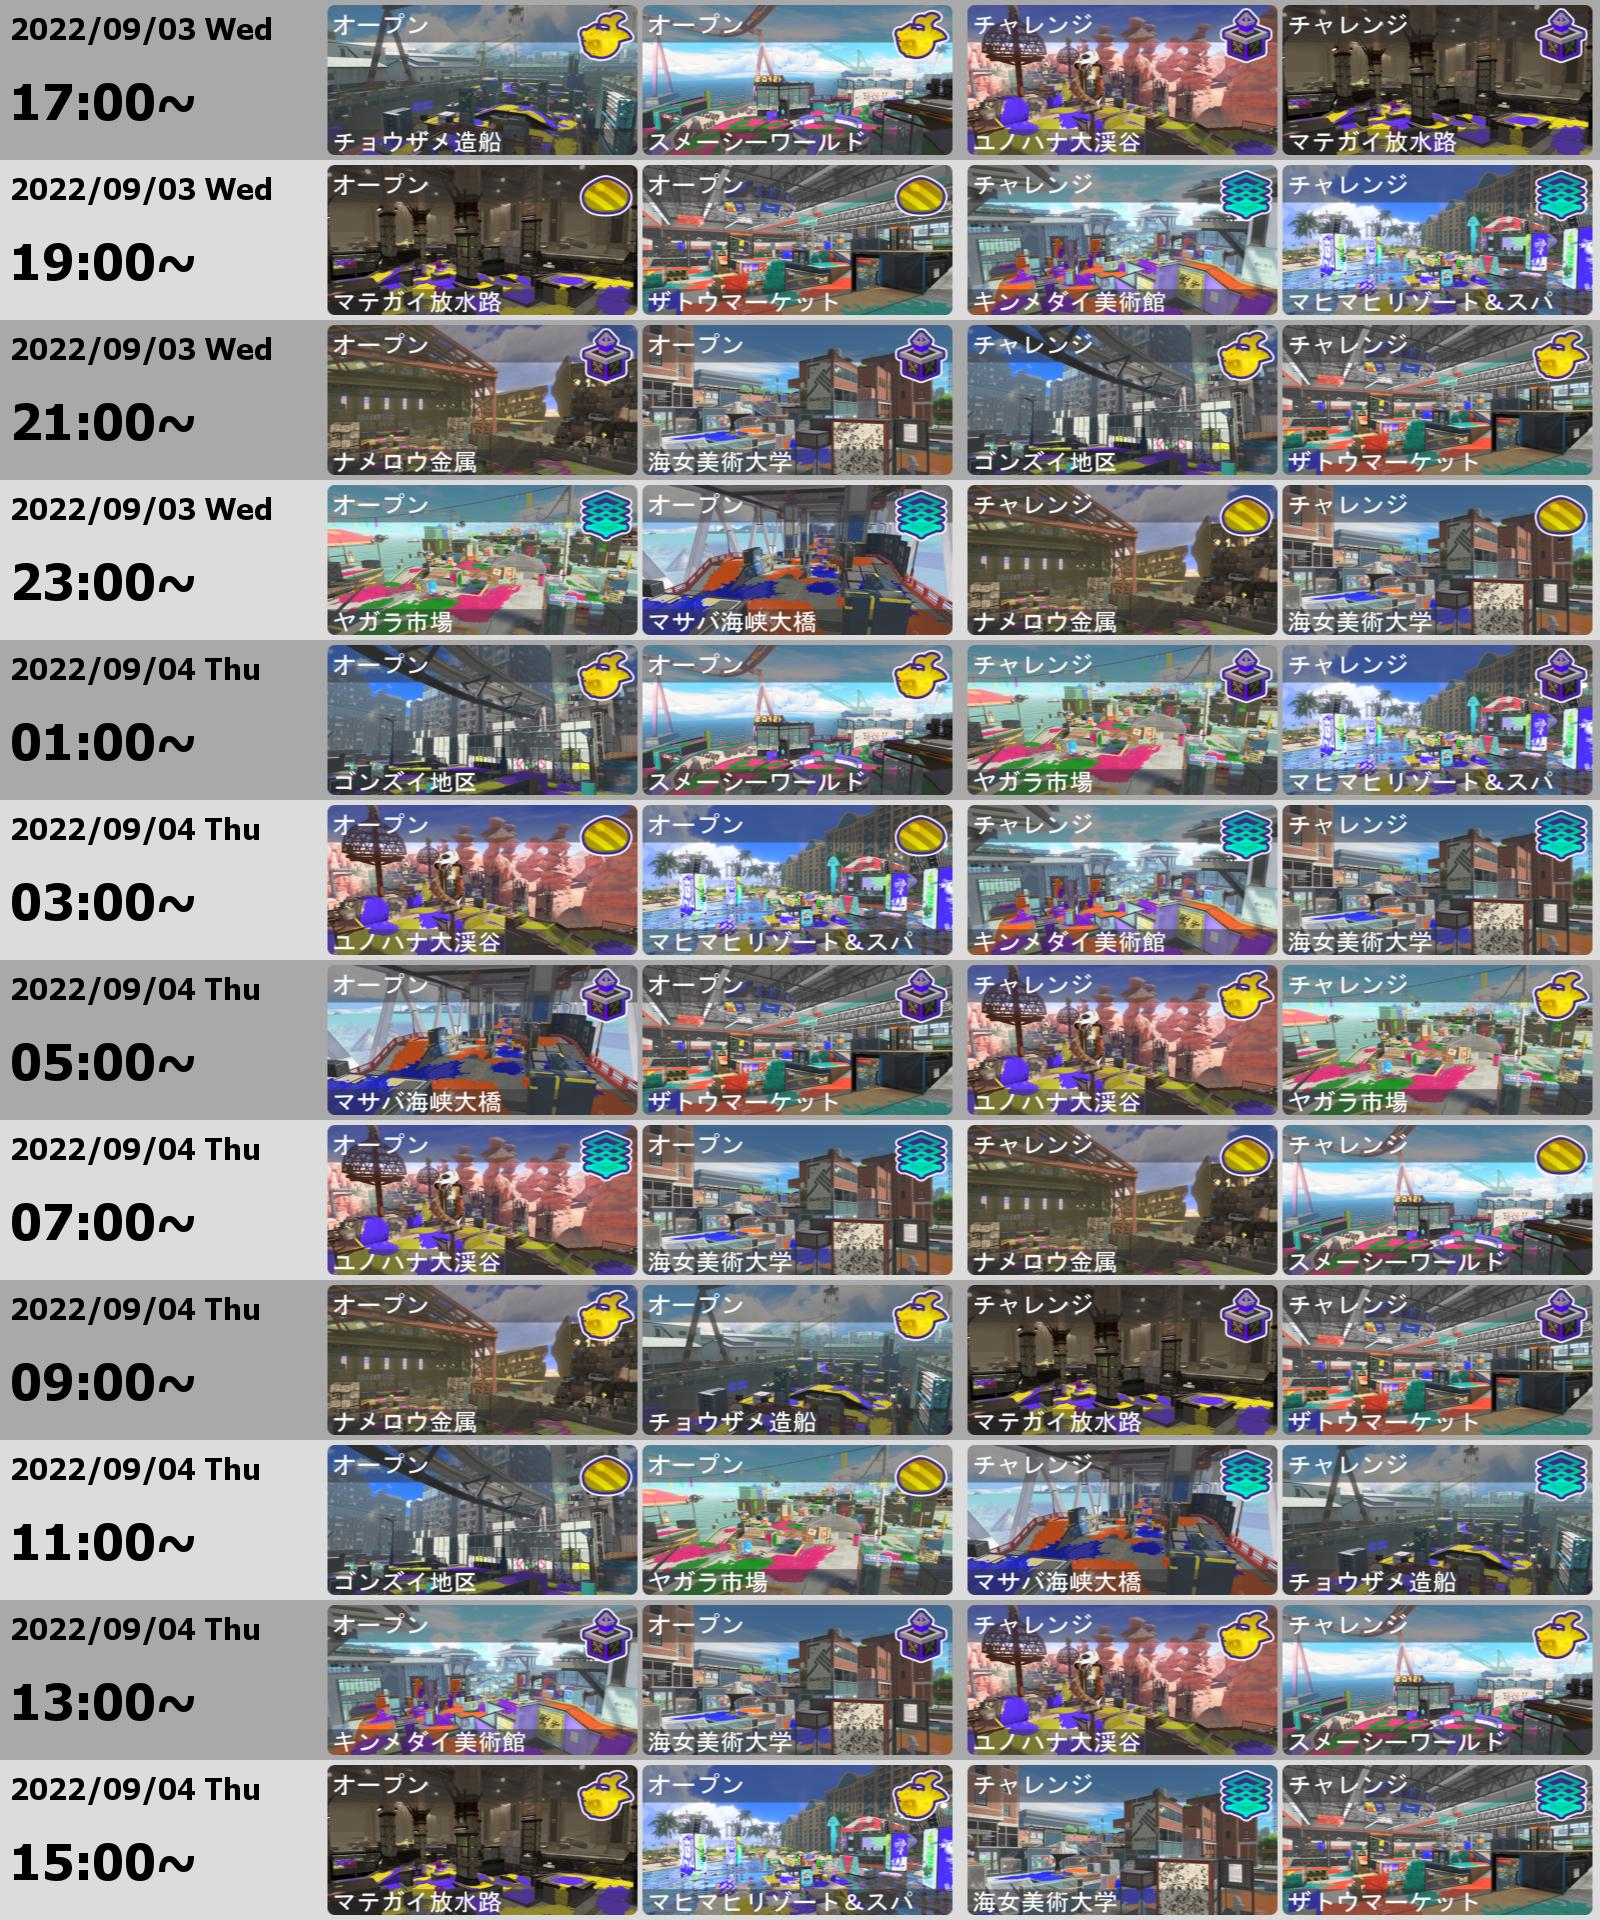 2022/09/03 Wed
17:00~
オープン
チョウザメ造船
オープン
スメーシーワールド
チャレンジ
ユノハナ大渓谷
チャレンジ
マテガイ放水路
2022/09/03 Wed
19:00~
オープン
マテガイ放水路
オープン
ザトウマーケット
チャレンジ
キンメダイ美術館
チャレンジ
マヒマヒリゾート&スパ
2022/09/03 Wed
21:00~
オープン
ナメロウ金属
オープン
海女美術大学
チャレンジ
ゴンズイ地区
チャレンジ
ザトウマーケット
2022/09/03 Wed
23:00~
オープン
ヤガラ市場
オープン
マサバ海峡大橋
チャレンジ
ナメロウ金属
チャレンジ
海女美術大学
2022/09/04 Thu
01:00~
オープン
ゴンズイ地区
オープン
スメーシーワールド
チャレンジ
ヤガラ市場
チャレンジ
マヒマヒリゾート&スパ
2022/09/04 Thu
03:00~
オープン
ユノハナ大渓谷
オープン
マヒマヒリゾート&スパ
チャレンジ
キンメダイ美術館
チャレンジ
海女美術大学
2022/09/04 Thu
05:00~
オープン
マサバ海峡大橋
オープン
ザトウマーケット
チャレンジ
ユノハナ大渓谷
チャレンジ
ヤガラ市場
2022/09/04 Thu
07:00~
オープン
ユノハナ大渓谷
オープン
海女美術大学
チャレンジ
ナメロウ金属
チャレンジ
スメーシーワールド
2022/09/04 Thu
09:00~
オープン
ナメロウ金属
オープン
チョウザメ造船
チャレンジ
マテガイ放水路
チャレンジ
ザトウマーケット
2022/09/04 Thu
11:00~
オープン
ゴンズイ地区
オープン
ヤガラ市場
チャレンジ
マサバ海峡大橋
チャレンジ
チョウザメ造船
2022/09/04 Thu
13:00~
オープン
キンメダイ美術館
オープン
海女美術大学
チャレンジ
ユノハナ大渓谷
チャレンジ
スメーシーワールド
2022/09/04 Thu
15:00~
オープン
マテガイ放水路
オープン
マヒマヒリゾート&スパ
チャレンジ
海女美術大学
チャレンジ
ザトウマーケット